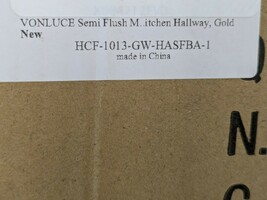 VONLUCE Semi Flush M..itchen Hallway, Gold
New
HCF-1013-GW-HASFBA-1
made in China
Q
N.